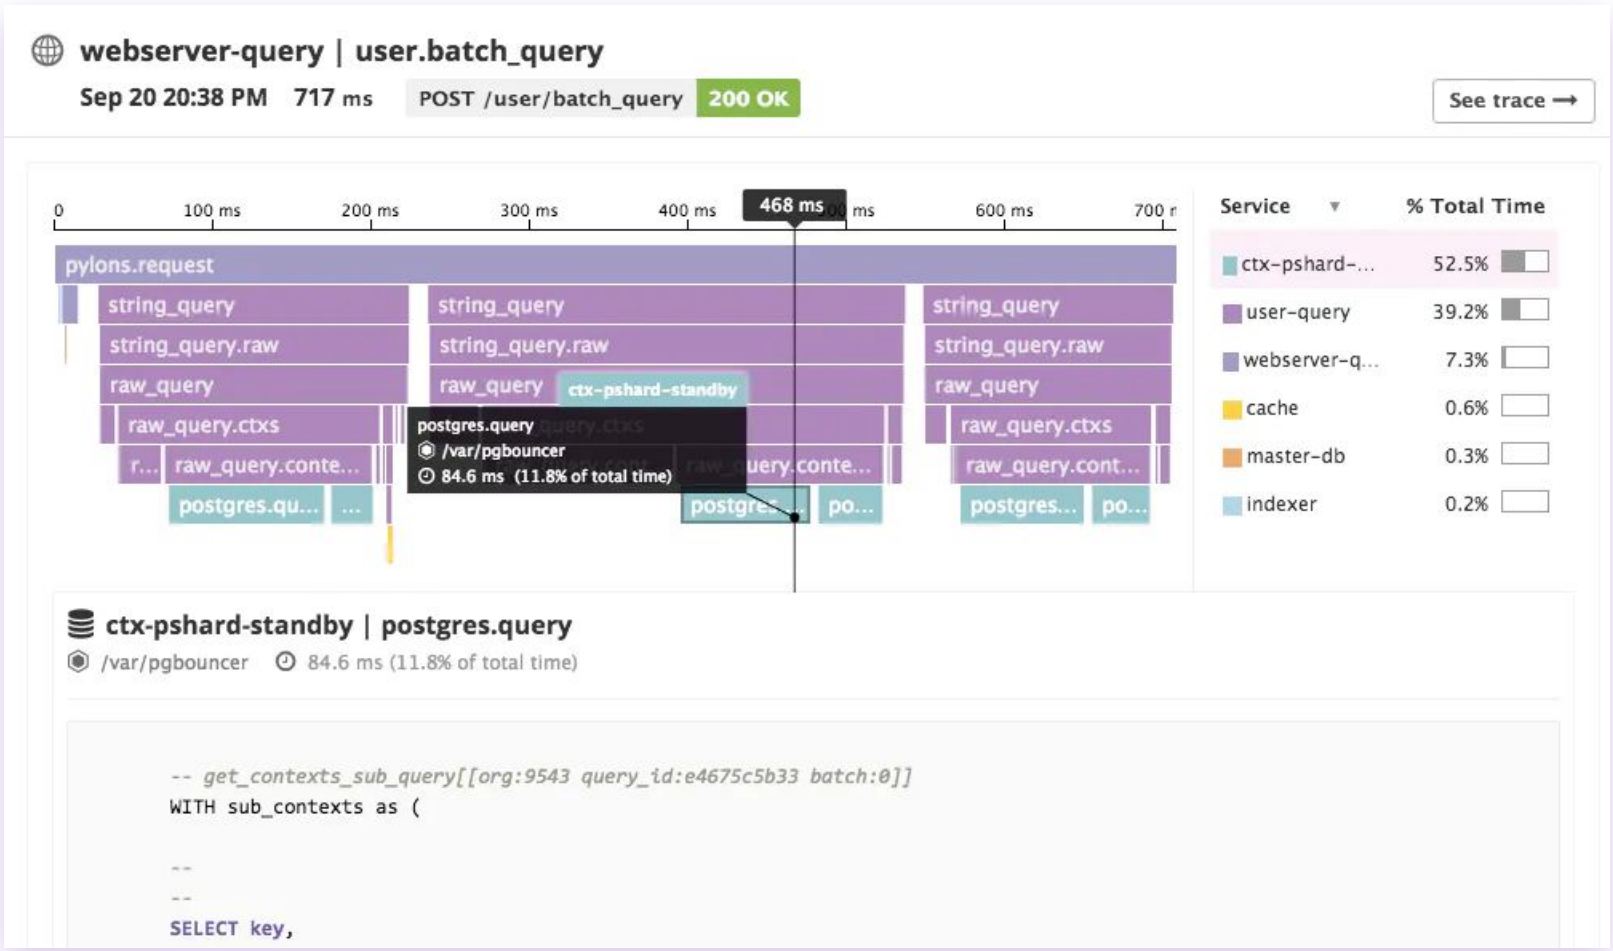 webserver-query | user.batch_query
Sep 20 20:38 PM 717 ms POST /user/batch_query 200 OK
See trace →
0 100 ms 200 ms 300 ms 400 ms 468 ms ms 600 ms 700
Service ▼ % Total Time
pylons.request
string_query string_query string_query
string_query.raw string_query.raw string_query.raw
raw_query raw_query ctx-pshard-standby raw_query
raw_query.ctxs raw_query.ctxs
r... raw_query.conte... raw_query.conte... raw_query.cont...
postgres.query
/var/pgbouncer
84.6 ms (11.8% of total time)
postgres.qu... ... postgres... po... postgres... po...
ctx-pshard-... 52.5%
user-query 39.2%
webserver-q... 7.3%
cache 0.6%
master-db 0.3%
indexer 0.2%
ctx-pshard-standby | postgres.query
/var/pgbouncer 84.6 ms (11.8% of total time)
-- get_contexts_sub_query[[org:9543 query_id:e4675c5b33 batch:0]]
WITH sub_contexts as (
--
--
SELECT key,